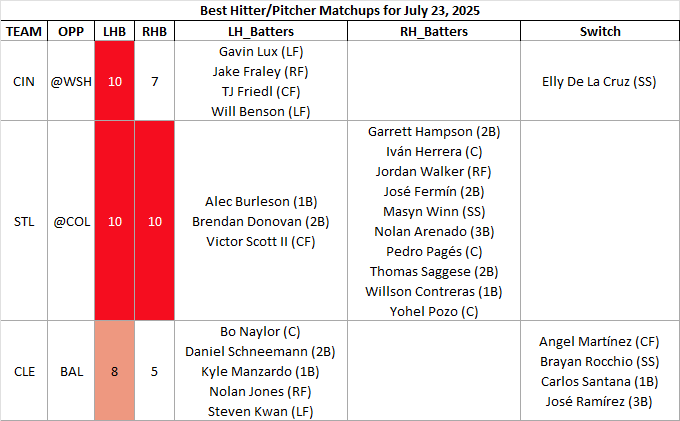 Best Hitter/Pitcher Matchups for July 23, 2025
TEAM OPP LHB RHB LH_Batters RH_Batters Switch
CIN @WSH 10 7
Gavin Lux (LF)
Jake Fraley (RF)
TJ Friedl (CF)
Will Benson (LF)
Elly De La Cruz (SS)
STL @COL 10 10
Alec Burleson (1B)
Brendan Donovan (2B)
Victor Scott II (CF)
Garrett Hampson (2B)
Iván Herrera (C)
Jordan Walker (RF)
José Fermín (2B)
Masyn Winn (SS)
Nolan Arenado (3B)
Pedro Pagés (C)
Thomas Saggese (2B)
Willson Contreras (1B)
Yohel Pozo (C)
CLE BAL 8 5
Bo Naylor (C)
Daniel Schneemann (2B)
Kyle Manzardo (1B)
Nolan Jones (RF)
Steven Kwan (LF)
Angel Martínez (CF)
Brayan Rocchio (SS)
Carlos Santana (1B)
José Ramírez (3B)